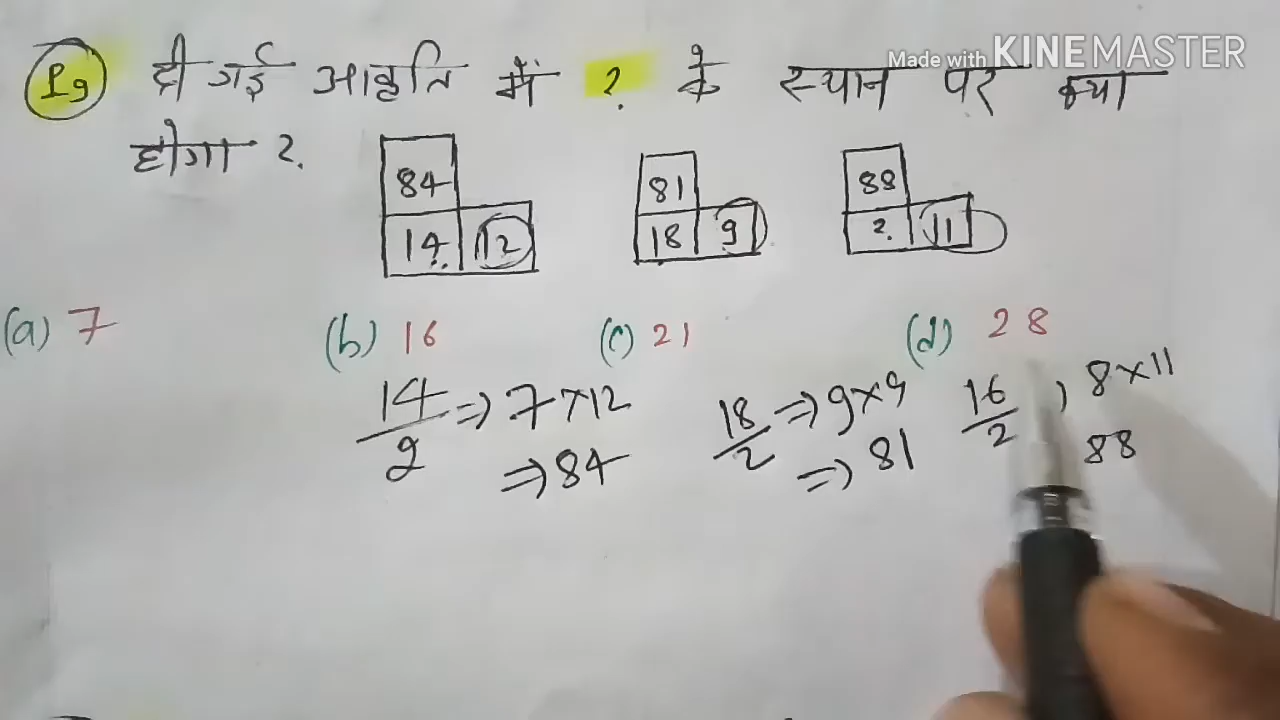 Made with KINEMASTER
19 दी गई आकृति में ? के स्थान पर क्या
होगा ?
84
14 12
81
18 9
88
? 11
(a) 7 (b) 16 (c) 21 (d) 28
14/2 ⇒ 7×12
⇒ 84
18/2 ⇒ 9×9
⇒ 81
16/2 ⇒ 8×11
88